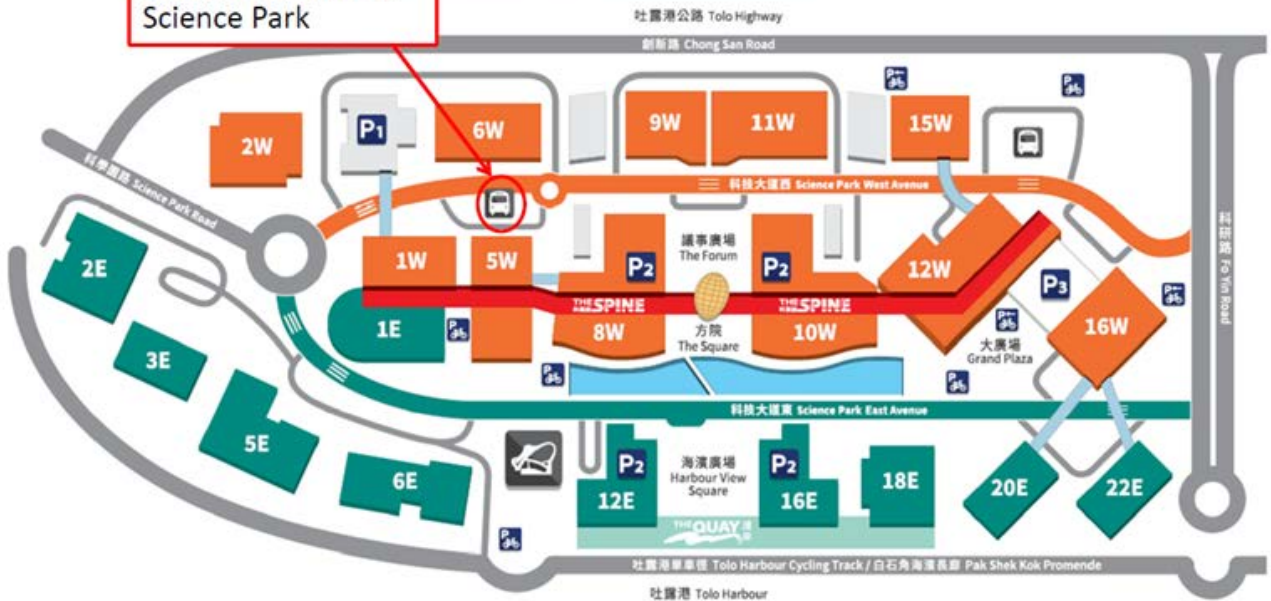 Science Park
吐露港公路 Tolo Highway
創新路 Chong San Road
P1
6W
9W
11W
15W
2W
科學園路 Science Park Road
科技大道西 Science Park West Avenue
2E
1W
5W
P2
議事廣場
The Forum
P2
12W
P3
科研路 Fo Yin Road
THE SPINE
THE SPINE
16W
1E
8W
方院
The Square
10W
大廣場
Grand Plaza
3E
科技大道東 Science Park East Avenue
5E
P2
海濱廣場
Harbour View
Square
P2
6E
12E
16E
18E
20E
22E
THE QUAY
吐露港單車徑 Tolo Harbour Cycling Track / 白石角海濱長廊 Pak Shek Kok Promende
吐露港 Tolo Harbour